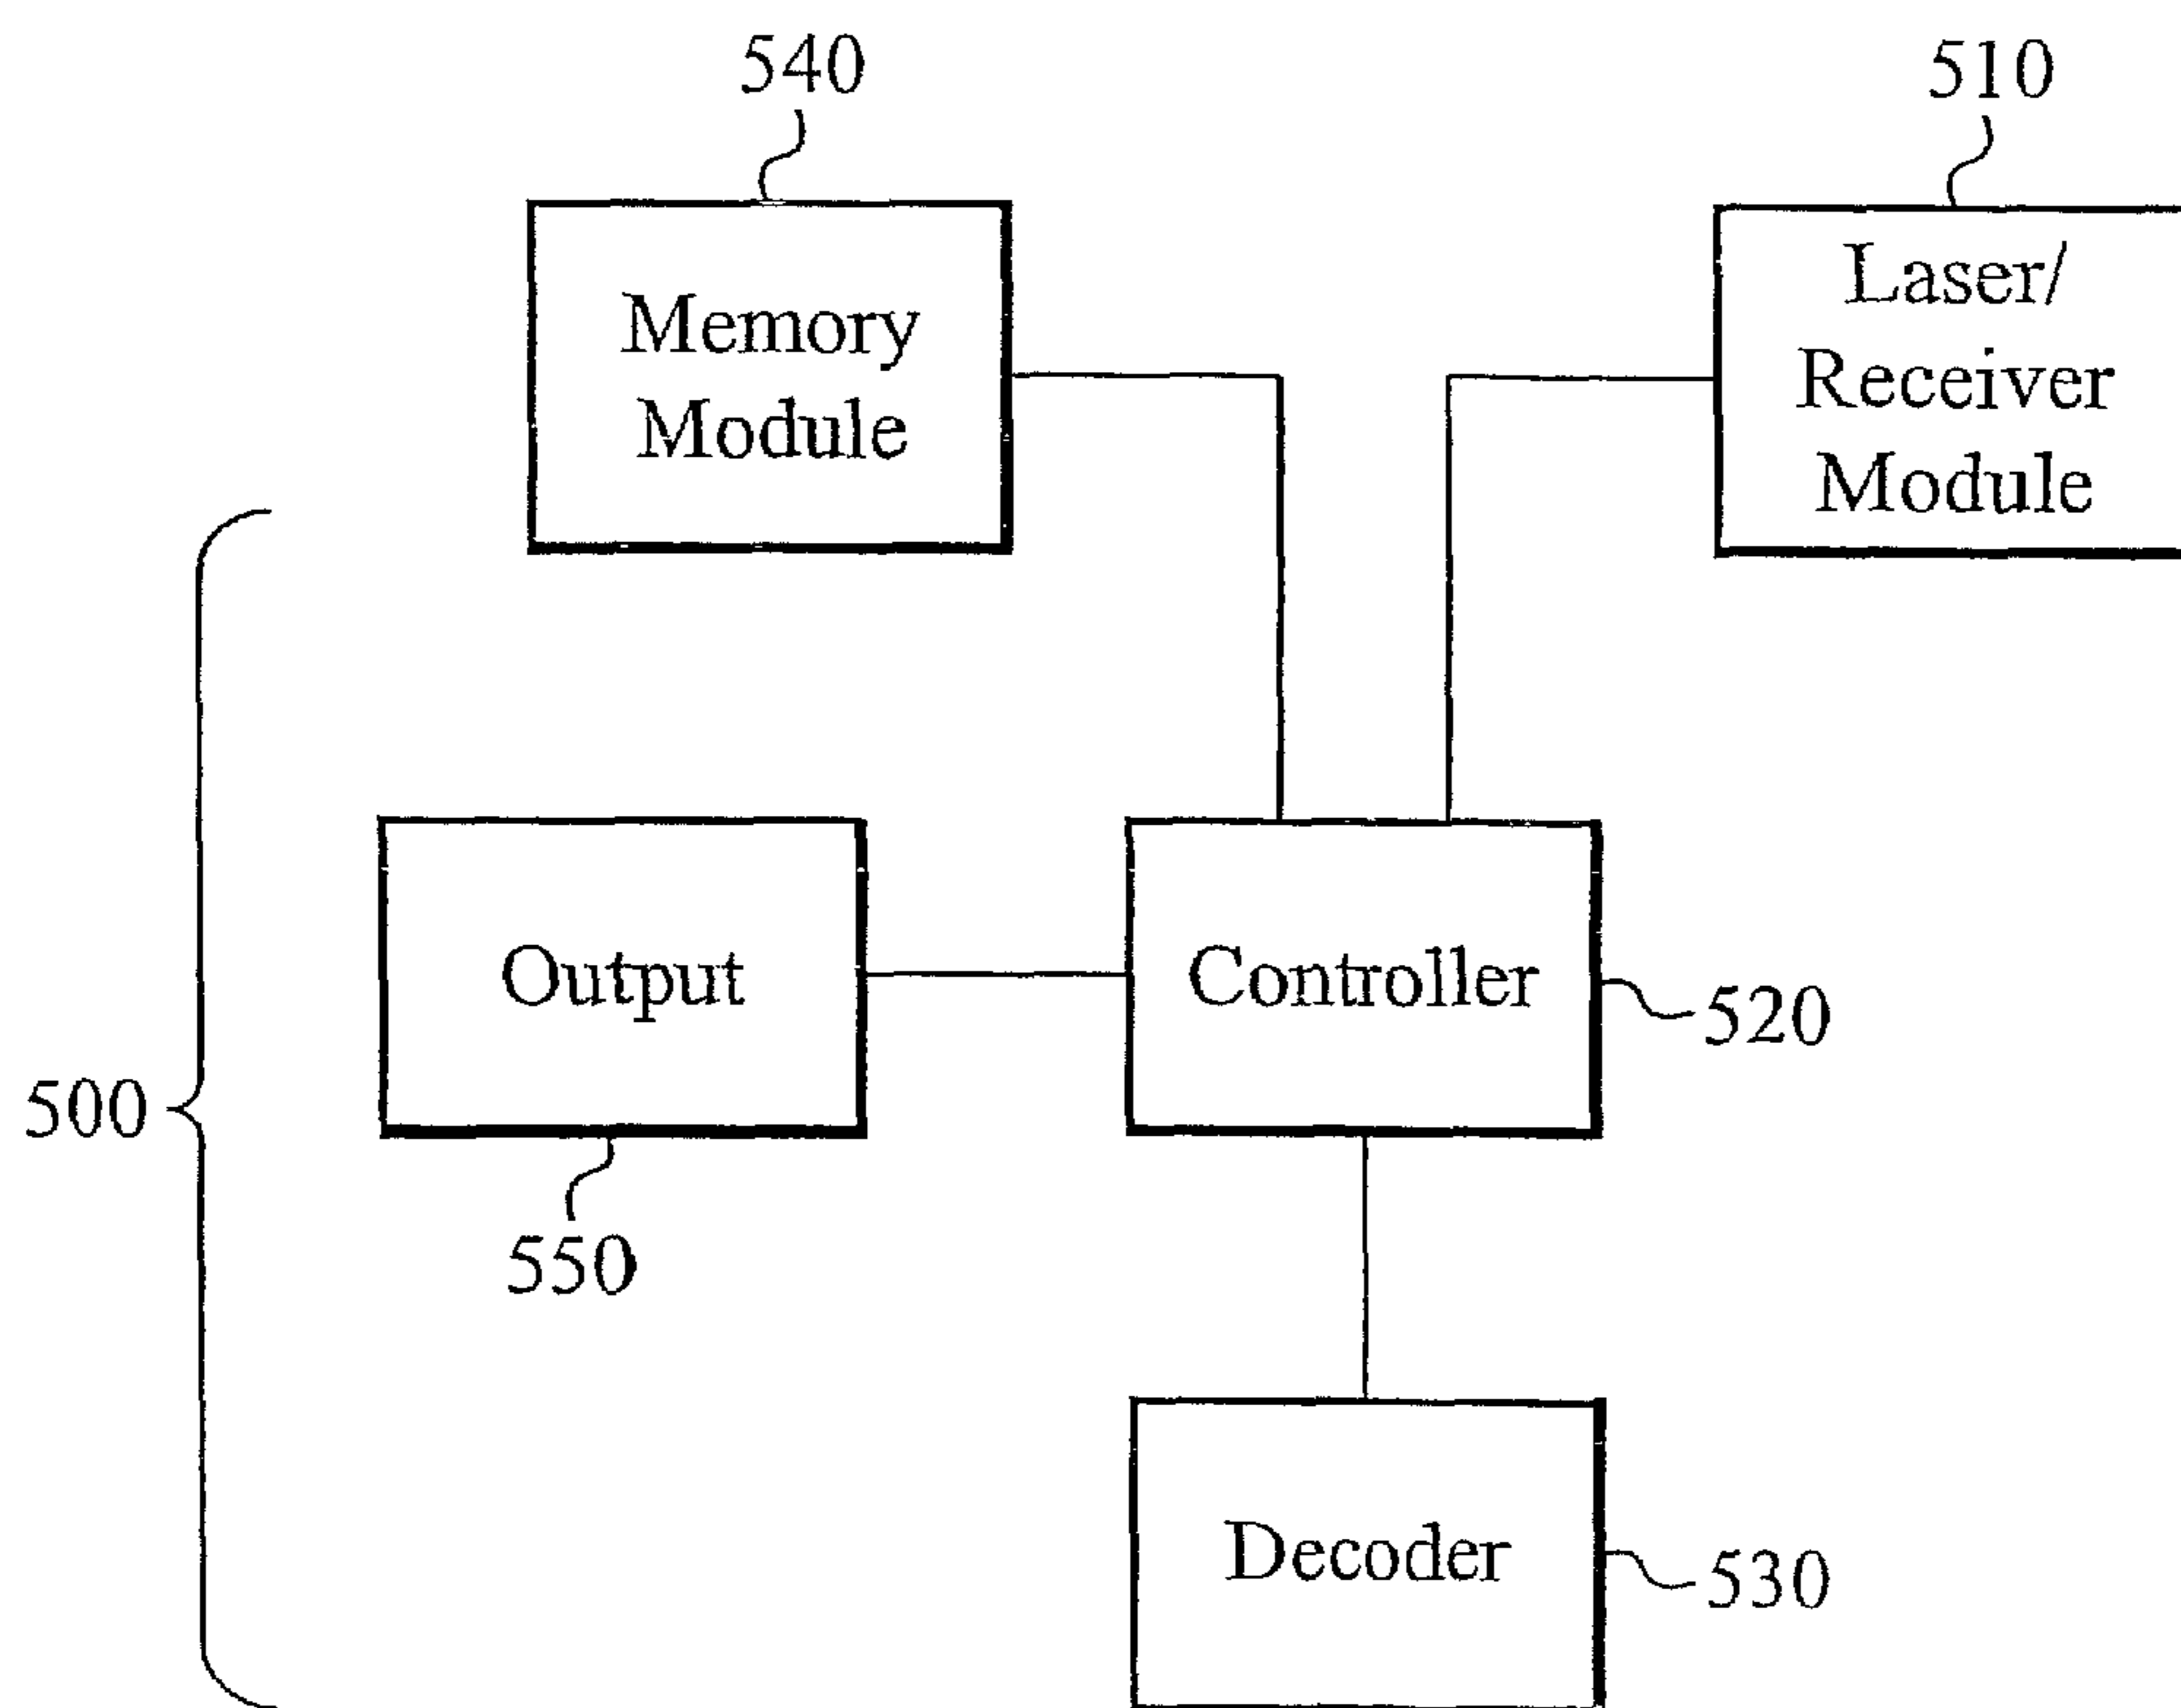 540
510
Memory
Module
Laser/
Receiver
Module
Output
Controller
520
500
550
Decoder
530